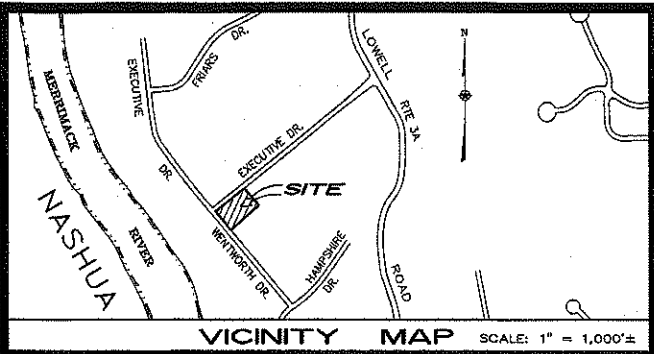 N
EXECUTIVE
DR.
FRIARS DR.
LOWELL
RTE 3A
ROAD
MERRIMACK
RIVER
NASHUA
EXECUTIVE DR.
SITE
WENTWORTH DR.
HAMPSHIRE
DR.
VICINITY MAP SCALE: 1" = 1,000'±